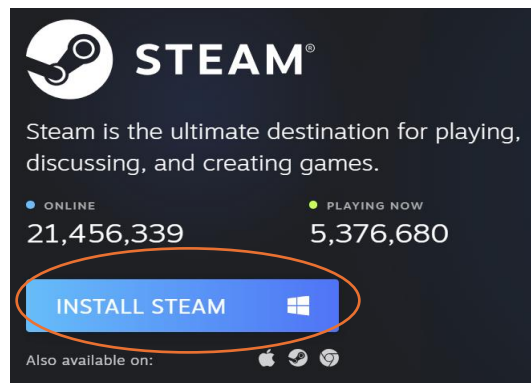 STEAM®
Steam is the ultimate destination for playing,
discussing, and creating games.
ONLINE
PLAYING NOW
21,456,339
5,376,680
INSTALL STEAM
Also available on: